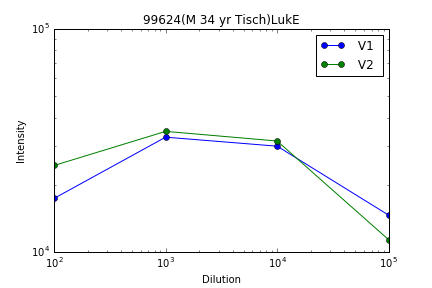 99624(M 34 yr Tisch)LukE
10^5
V1
V2
Intensity
10^4
10^2
10^3
10^4
10^5
Dilution